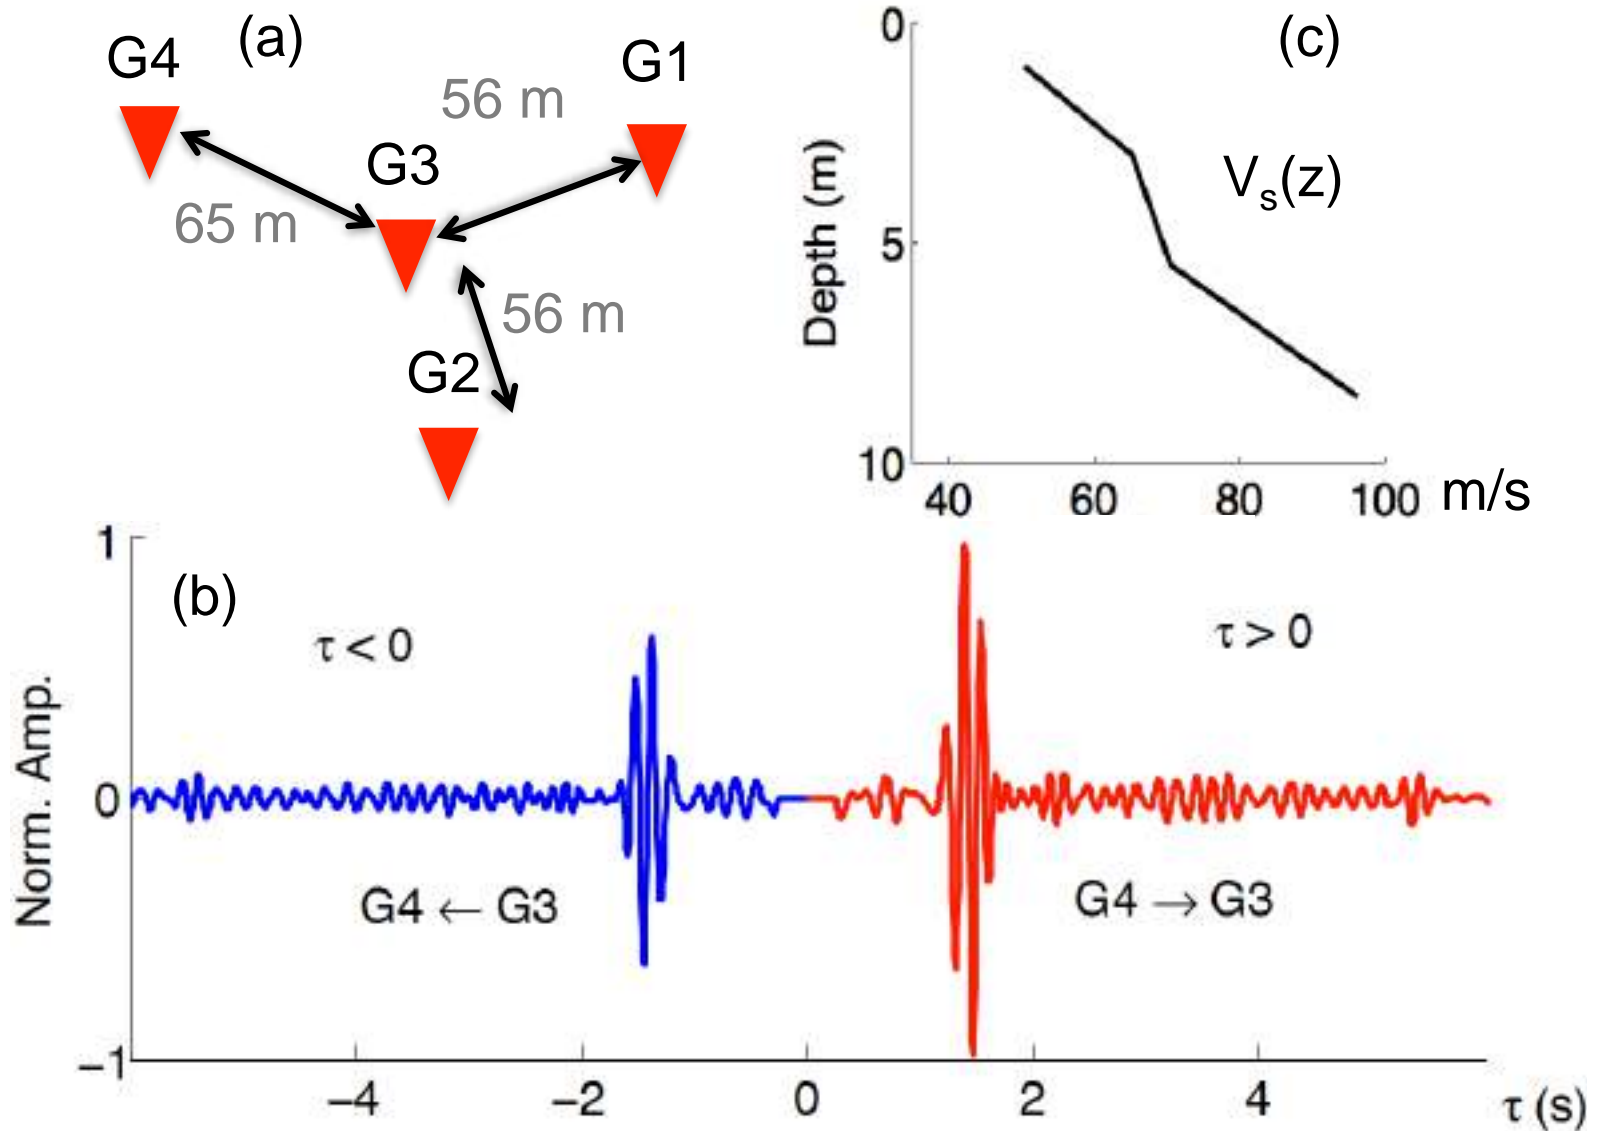 (a)
G4
G1
56 m
G3
65 m
56 m
G2
(c)
0
5
10
Depth (m)
Vs(z)
40 60 80 100 m/s
(b)
1
0
−1
Norm. Amp.
τ < 0
τ > 0
G4 ← G3
G4 → G3
−4 −2 0 2 4 τ (s)